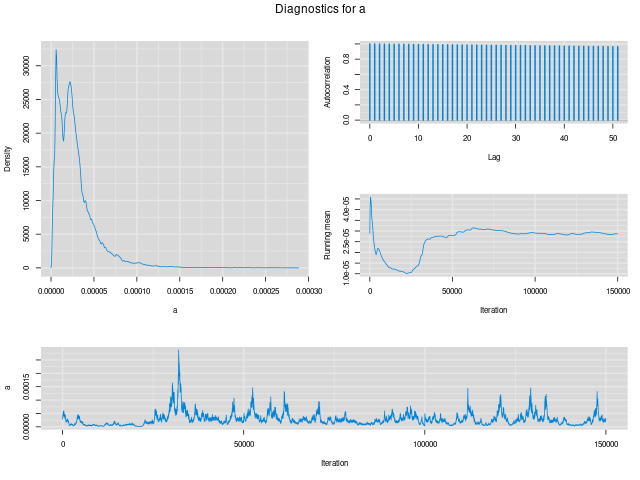 Diagnostics for a
Density
30000
25000
20000
15000
10000
5000
0
0.00000 0.00005 0.00010 0.00015 0.00020 0.00025 0.00030
a
Autocorrelation
0.8
0.4
0.0
0 10 20 30 40 50
Lag
Running mean
4.0e-05
2.5e-05
1.0e-05
0 50000 100000 150000
Iteration
a
0.00015
0.00000
0 50000 100000 150000
Iteration